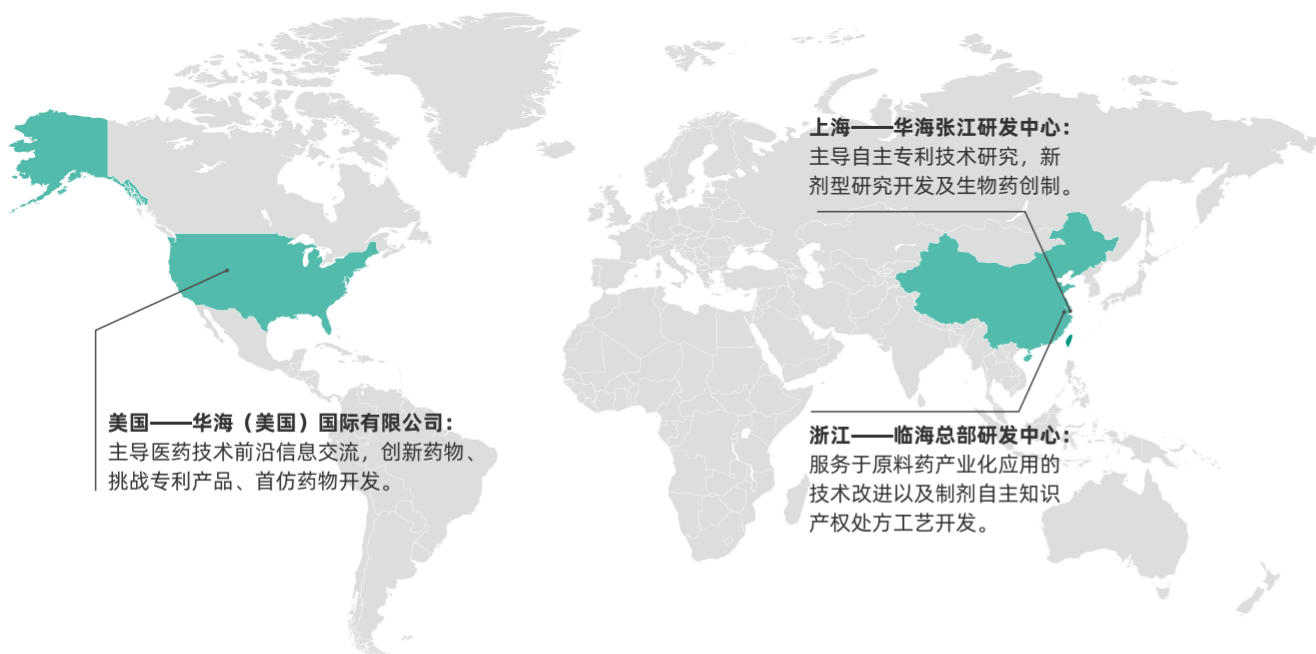 上海——华海张江研发中心：
主导自主专利技术研究，新
剂型研究开发及生物药创制。
美国——华海（美国）国际有限公司：
主导医药技术前沿信息交流，创新药物、
挑战专利产品、首仿药物开发。
浙江——临海总部研发中心：
服务于原料药产业化应用的
技术改进以及制剂自主知识
产权处方工艺开发。